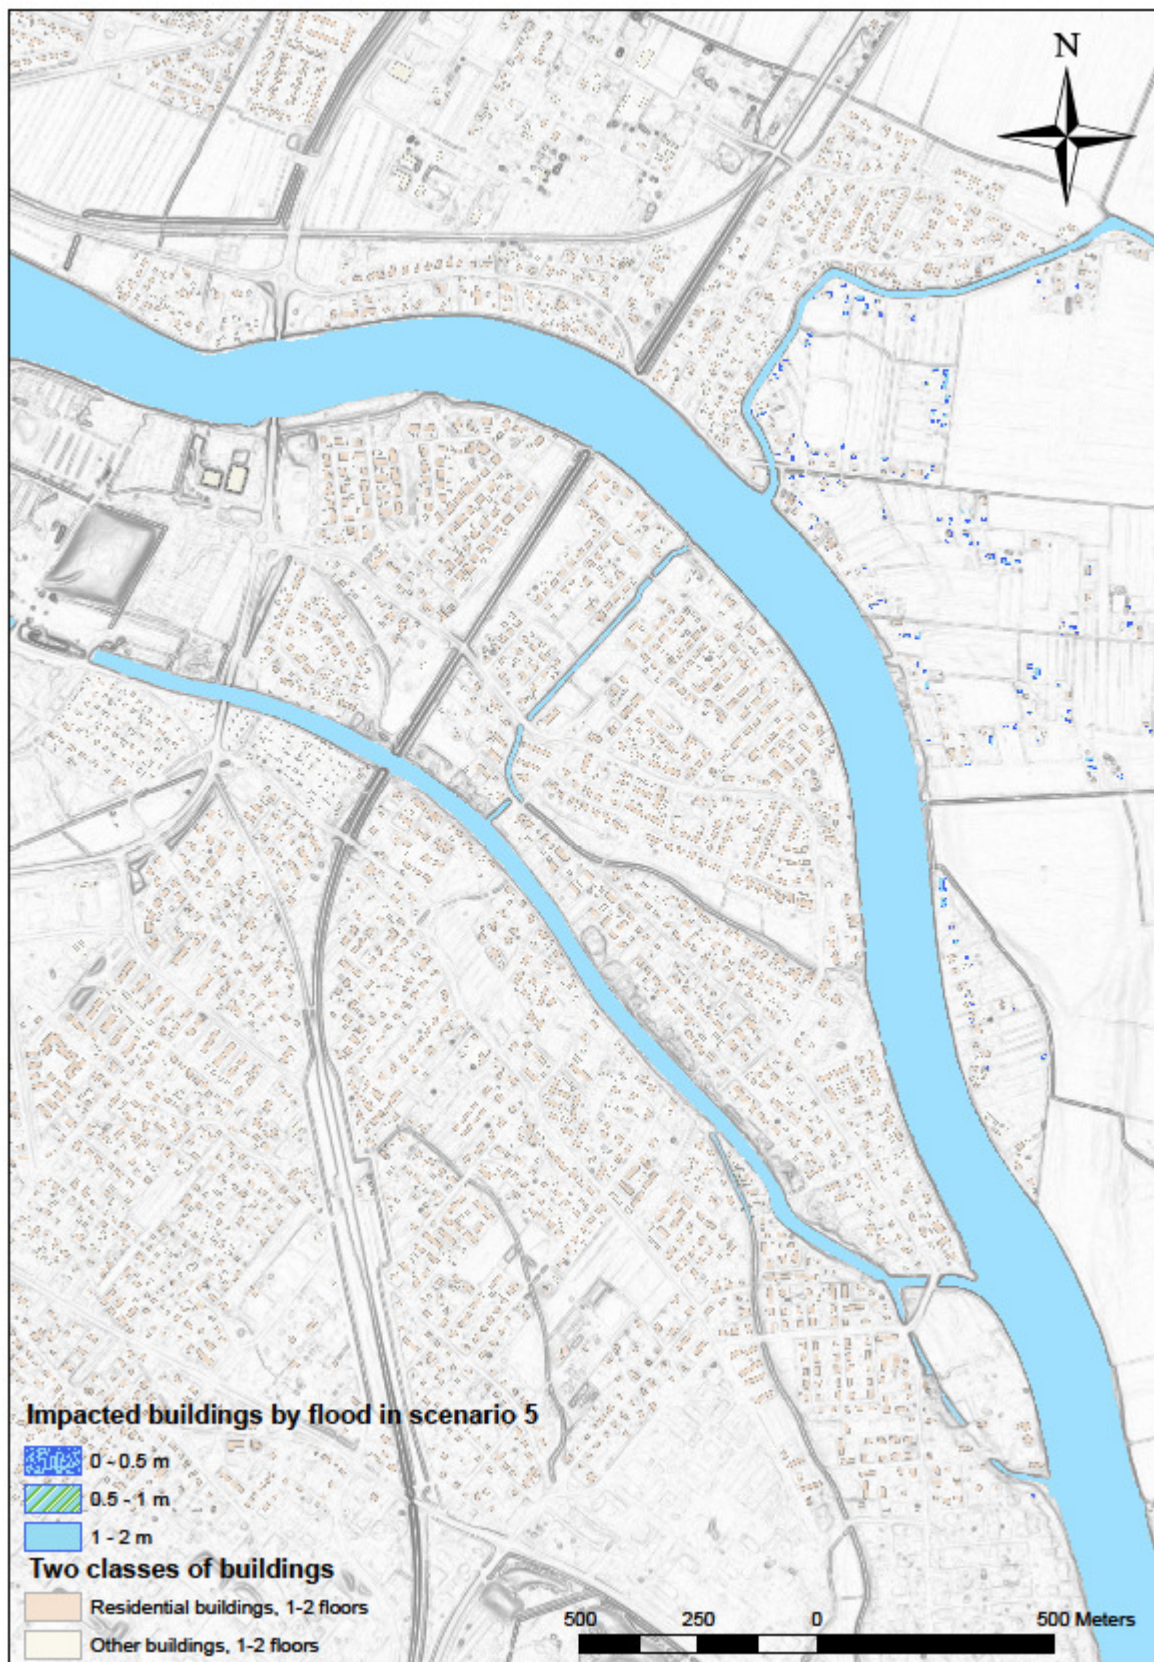 N
Impacted buildings by flood in scenario 5
0 - 0.5 m
0.5 - 1 m
1 - 2 m
Two classes of buildings
Residential buildings, 1-2 floors
Other buildings, 1-2 floors
500 250 0 500 Meters